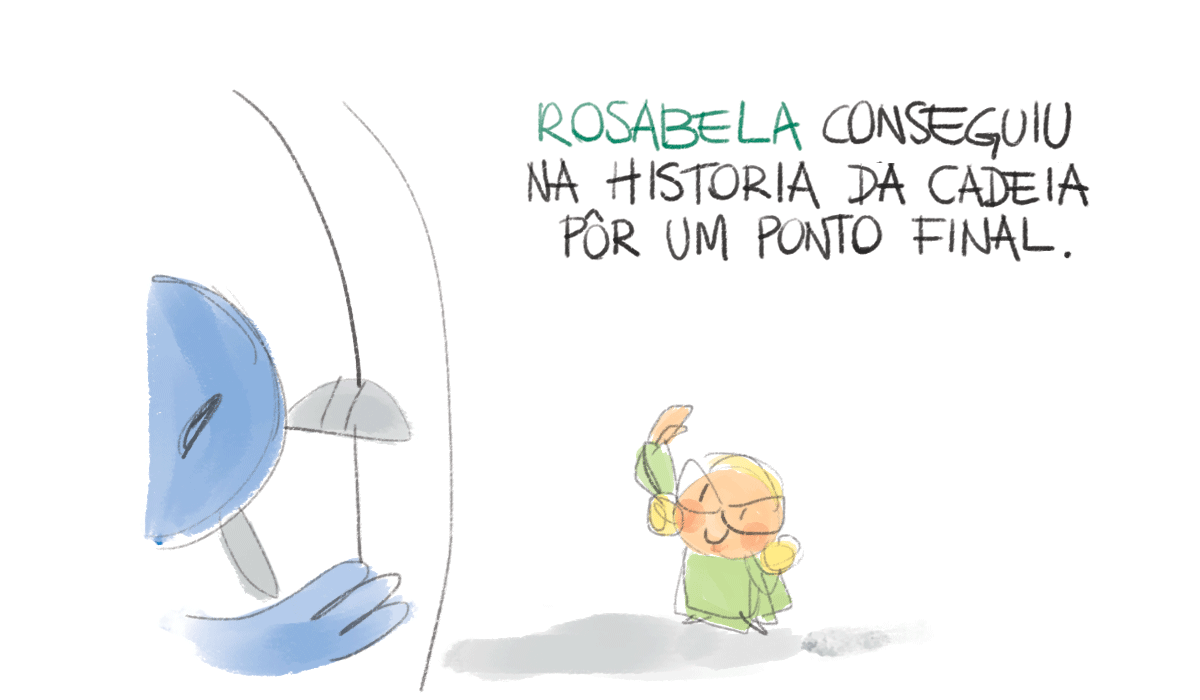 ROSABELA CONSEGUIU
NA HISTORIA DA CADEIA
PÔR UM PONTO FINAL.